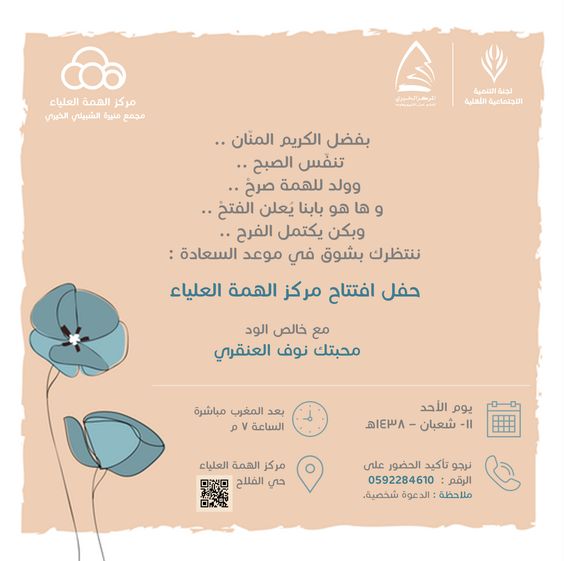 مركز الهمة العلياء
مجمع منيرة الشبيلي الخيري
المركز الخيري
لجنة التنمية
الاجتماعية الأهلية
بفضل الكريم المنّان ..
تنفّس الصبح ..
وولد للهمة صرحْ ..
و ها هو بابنا يُعلن الفتحْ ..
وبكن يكتمل الفرح ..
ننتظرك بشوق في موعد السعادة :
حفل افتتاح مركز الهمة العلياء
مع خالص الود
محبتك نوف العنقري
يوم الأحد
١١- شعبان – ١٤٣٨هـ
بعد المغرب مباشرة
الساعة ٧ م
نرجو تأكيد الحضور على
الرقم : 0592284610
ملاحظة : الدعوة شخصية.
مركز الهمة العلياء
حي الفلاح